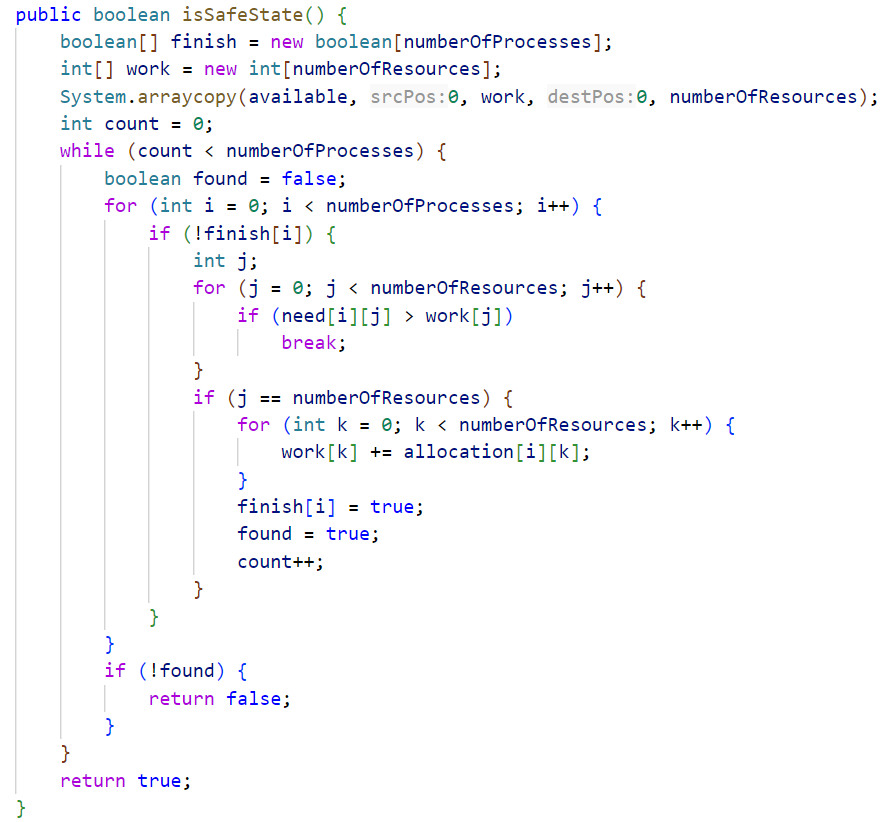 public boolean isSafeState() {
    boolean[] finish = new boolean[numberOfProcesses];
    int[] work = new int[numberOfResources];
    System.arraycopy(available, srcPos:0, work, destPos:0, numberOfResources);
    int count = 0;
    while (count < numberOfProcesses) {
        boolean found = false;
        for (int i = 0; i < numberOfProcesses; i++) {
            if (!finish[i]) {
                int j;
                for (j = 0; j < numberOfResources; j++) {
                    if (need[i][j] > work[j])
                        break;
                }
                if (j == numberOfResources) {
                    for (int k = 0; k < numberOfResources; k++) {
                        work[k] += allocation[i][k];
                    }
                    finish[i] = true;
                    found = true;
                    count++;
                }
            }
        }
        if (!found) {
            return false;
        }
    }
    return true;
}